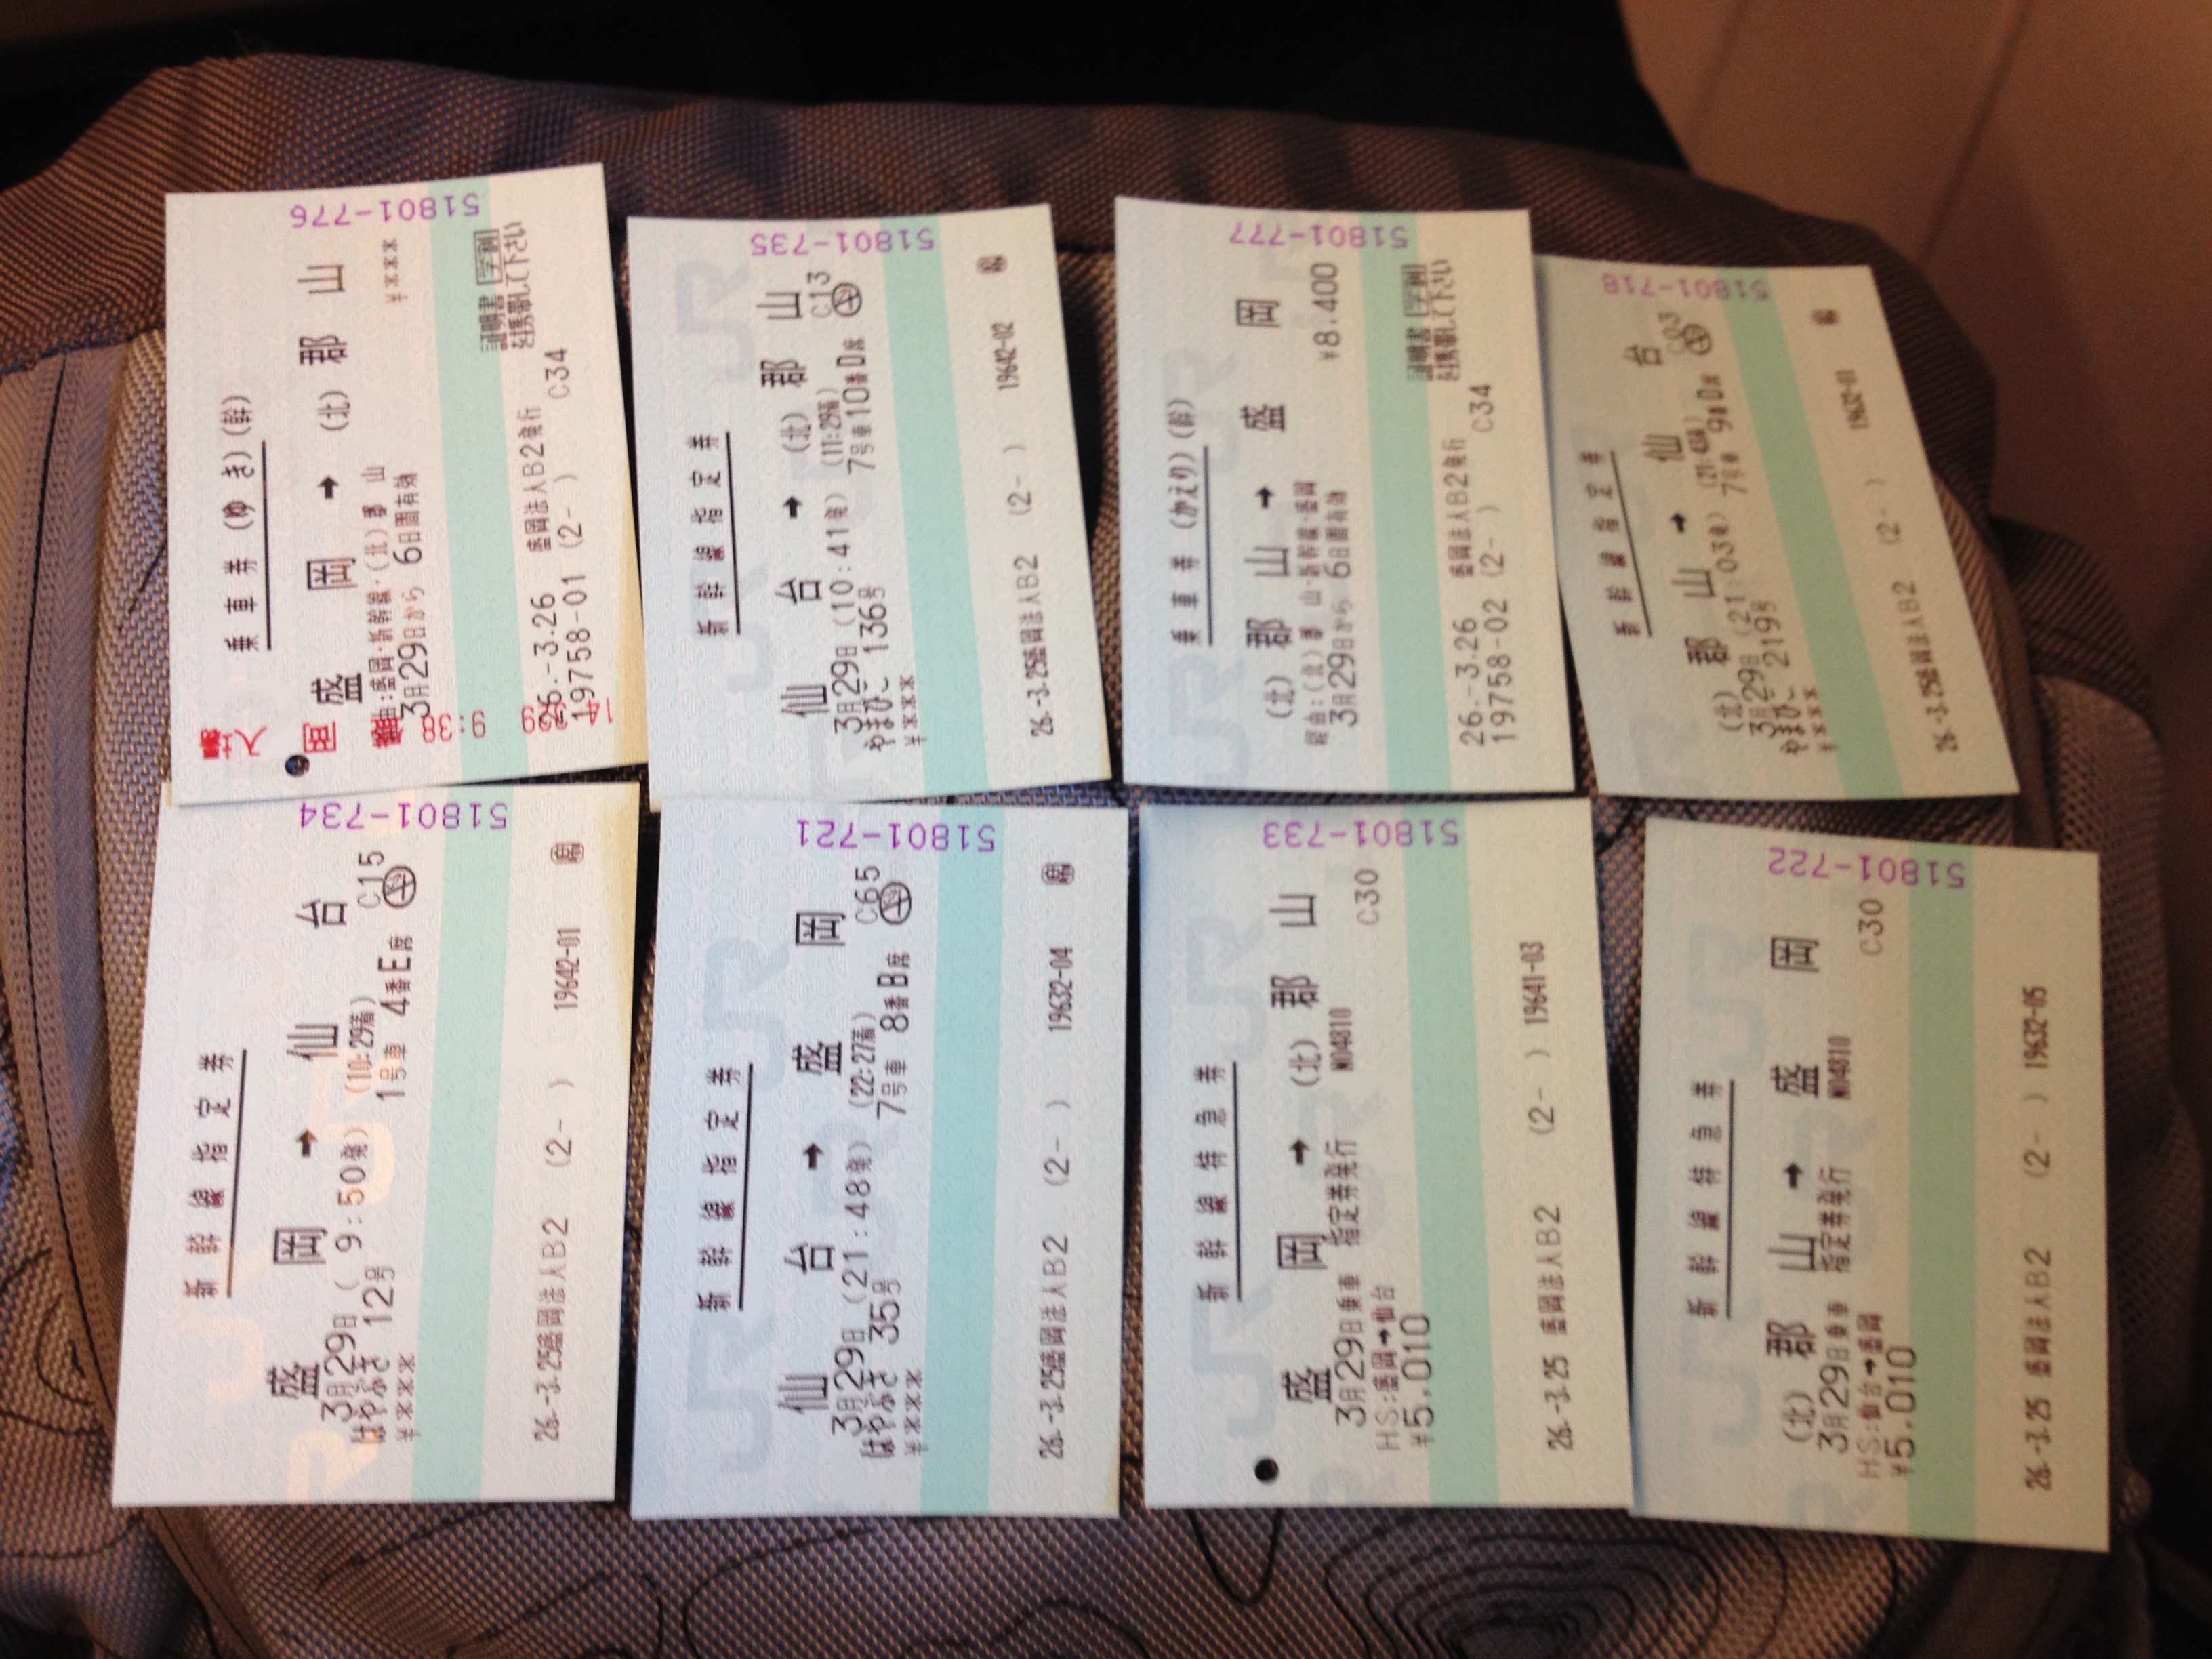 新幹線指定券
盛岡 → 仙台
3月29日 ( 9:50発) (10:29着) C15
はやぶさ 12号 1号車 4番E席
¥***
26.-3.25盛岡法人B2 (2- ) 19642-01
51801-734
乗車券(ゆき)(幹)
盛岡 → (北)郡山
由:盛岡・新幹線・(北)郡 山
3月29日から 6日間有効 ¥***
証明書 学割
を携帯して下さい
26.-3.26 盛岡法人B2発行
19758-01 (2- ) C34
51801-776
9:38 盛岡 入場
新幹線指定券
仙台 → 盛岡
3月29日 (21:48発) (22:27着) C65
はやぶさ 35号 7号車 8番B席
¥***
26.-3.25盛岡法人B2 (2- ) 19632-04 席
51801-721
新幹線指定券
仙台 → (北)郡山
3月29日 (10:41発) (11:29着) C13
やまびこ 136号 7号車10番D席
¥***
26.-3.25盛岡法人B2 (2- ) 19642-02
51801-735
新幹線特急券
盛岡 → (北)郡山
3月29日乗車 指定券発行 NO4810
C30
HS:盛岡→仙台
¥5,010
26.-3.25 盛岡法人B2 (2- ) 19641-03
51801-733
乗車券(かえり)(幹)
(北)郡山 → 盛岡
経由:(北)郡 山・新幹線・盛岡
3月29日から 6日間有効 ¥8,400
証明書 学割
を携帯して下さい
26.-3.26 盛岡法人B2発行
19758-02 (2- ) C34
51801-777
新幹線特急券
(北)郡山 → 盛岡
3月29日乗車 指定券発行 NO4810
C30
HS:仙台→盛岡
¥5,010
26.-3.25 盛岡法人B2 (2- ) 19632-05
51801-722
新幹線指定券
(北)郡山 → 仙台
3月29日 (21:03発) (21:43着) C03
やまびこ 219号 7号車 9番D席
¥***
26.-3.25盛岡法人B2 (2- ) 19632-01
51801-718